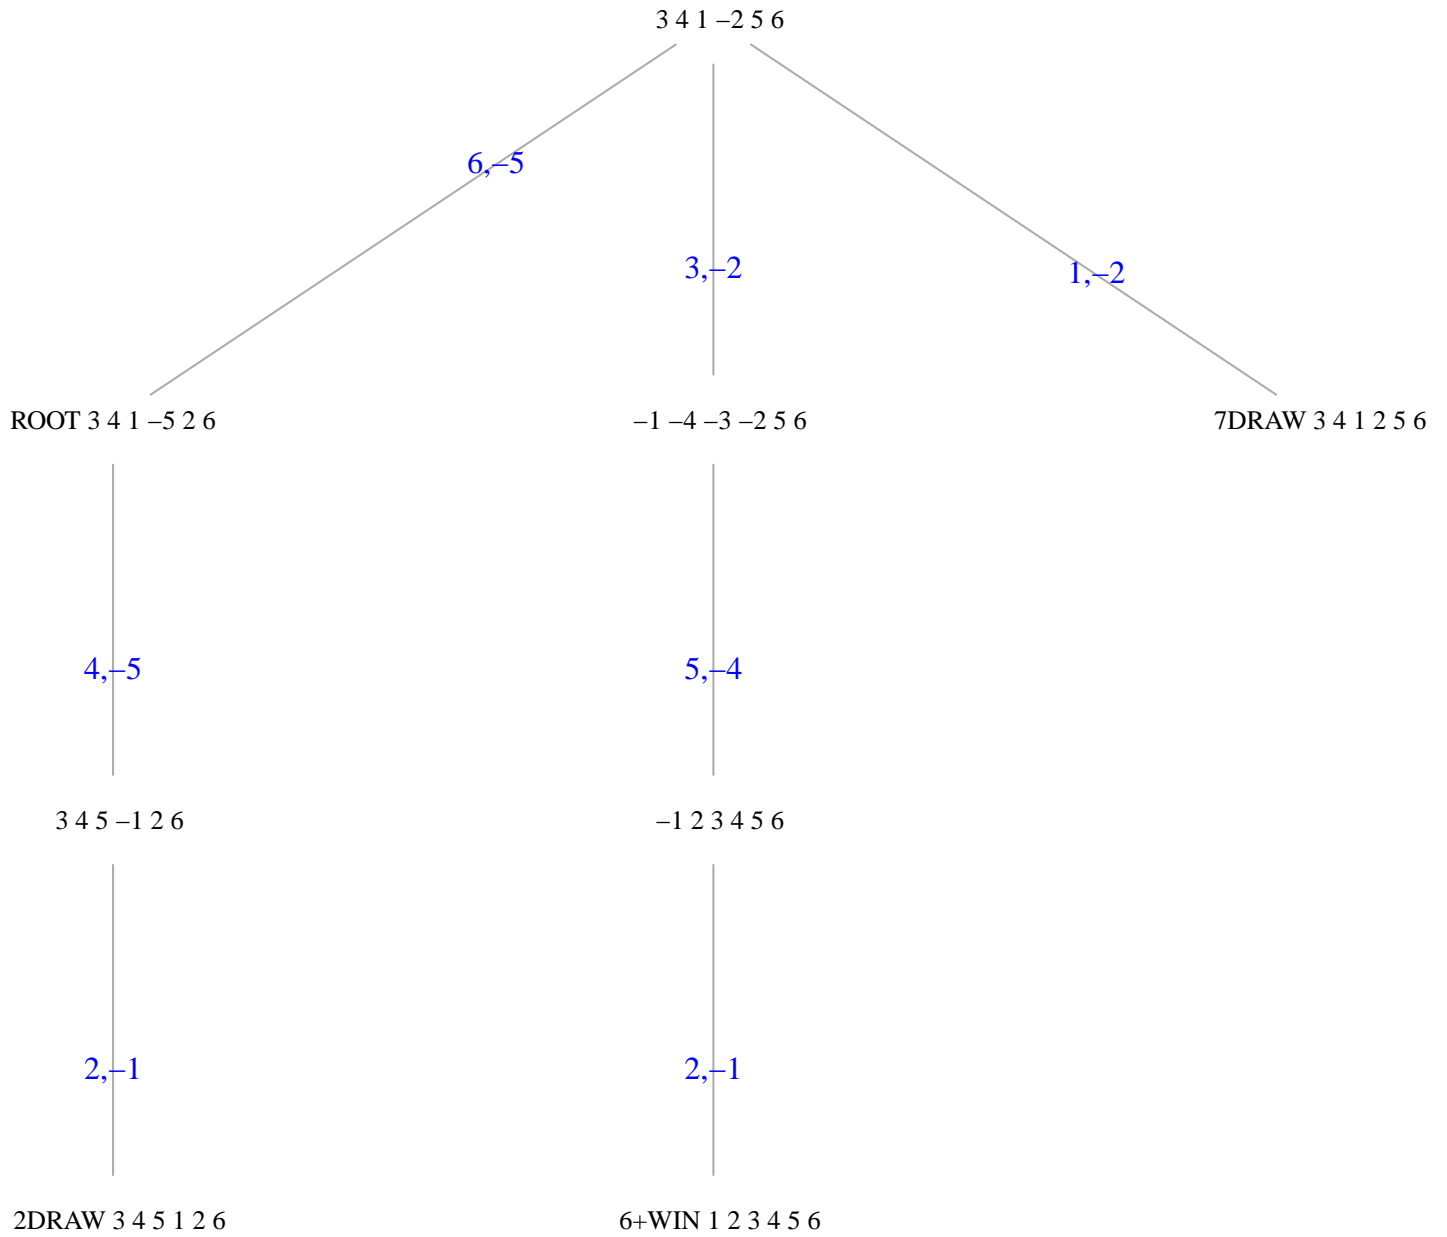 3 4 1 –2 5 6
6,–5
3,–2
1,–2
ROOT 3 4 1 –5 2 6
–1 –4 –3 –2 5 6
7DRAW 3 4 1 2 5 6
4,–5
5,–4
3 4 5 –1 2 6
–1 2 3 4 5 6
2,–1
2,–1
2DRAW 3 4 5 1 2 6
6+WIN 1 2 3 4 5 6